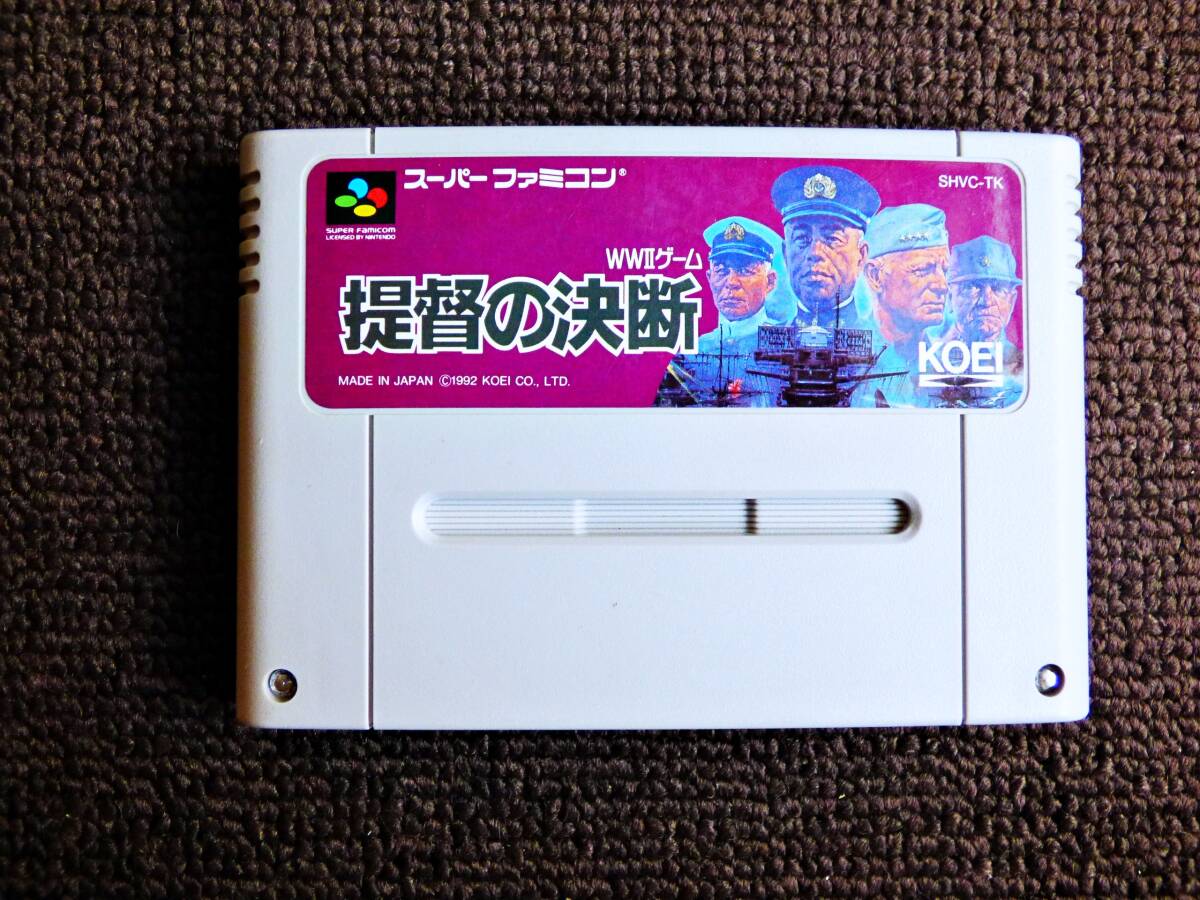 スーパーファミコン®
SHVC-TK
SUPER FAMICOM
LICENSED BY NINTENDO
WWIIゲーム
提督の決断
KOEI
MADE IN JAPAN ©1992 KOEI CO., LTD.